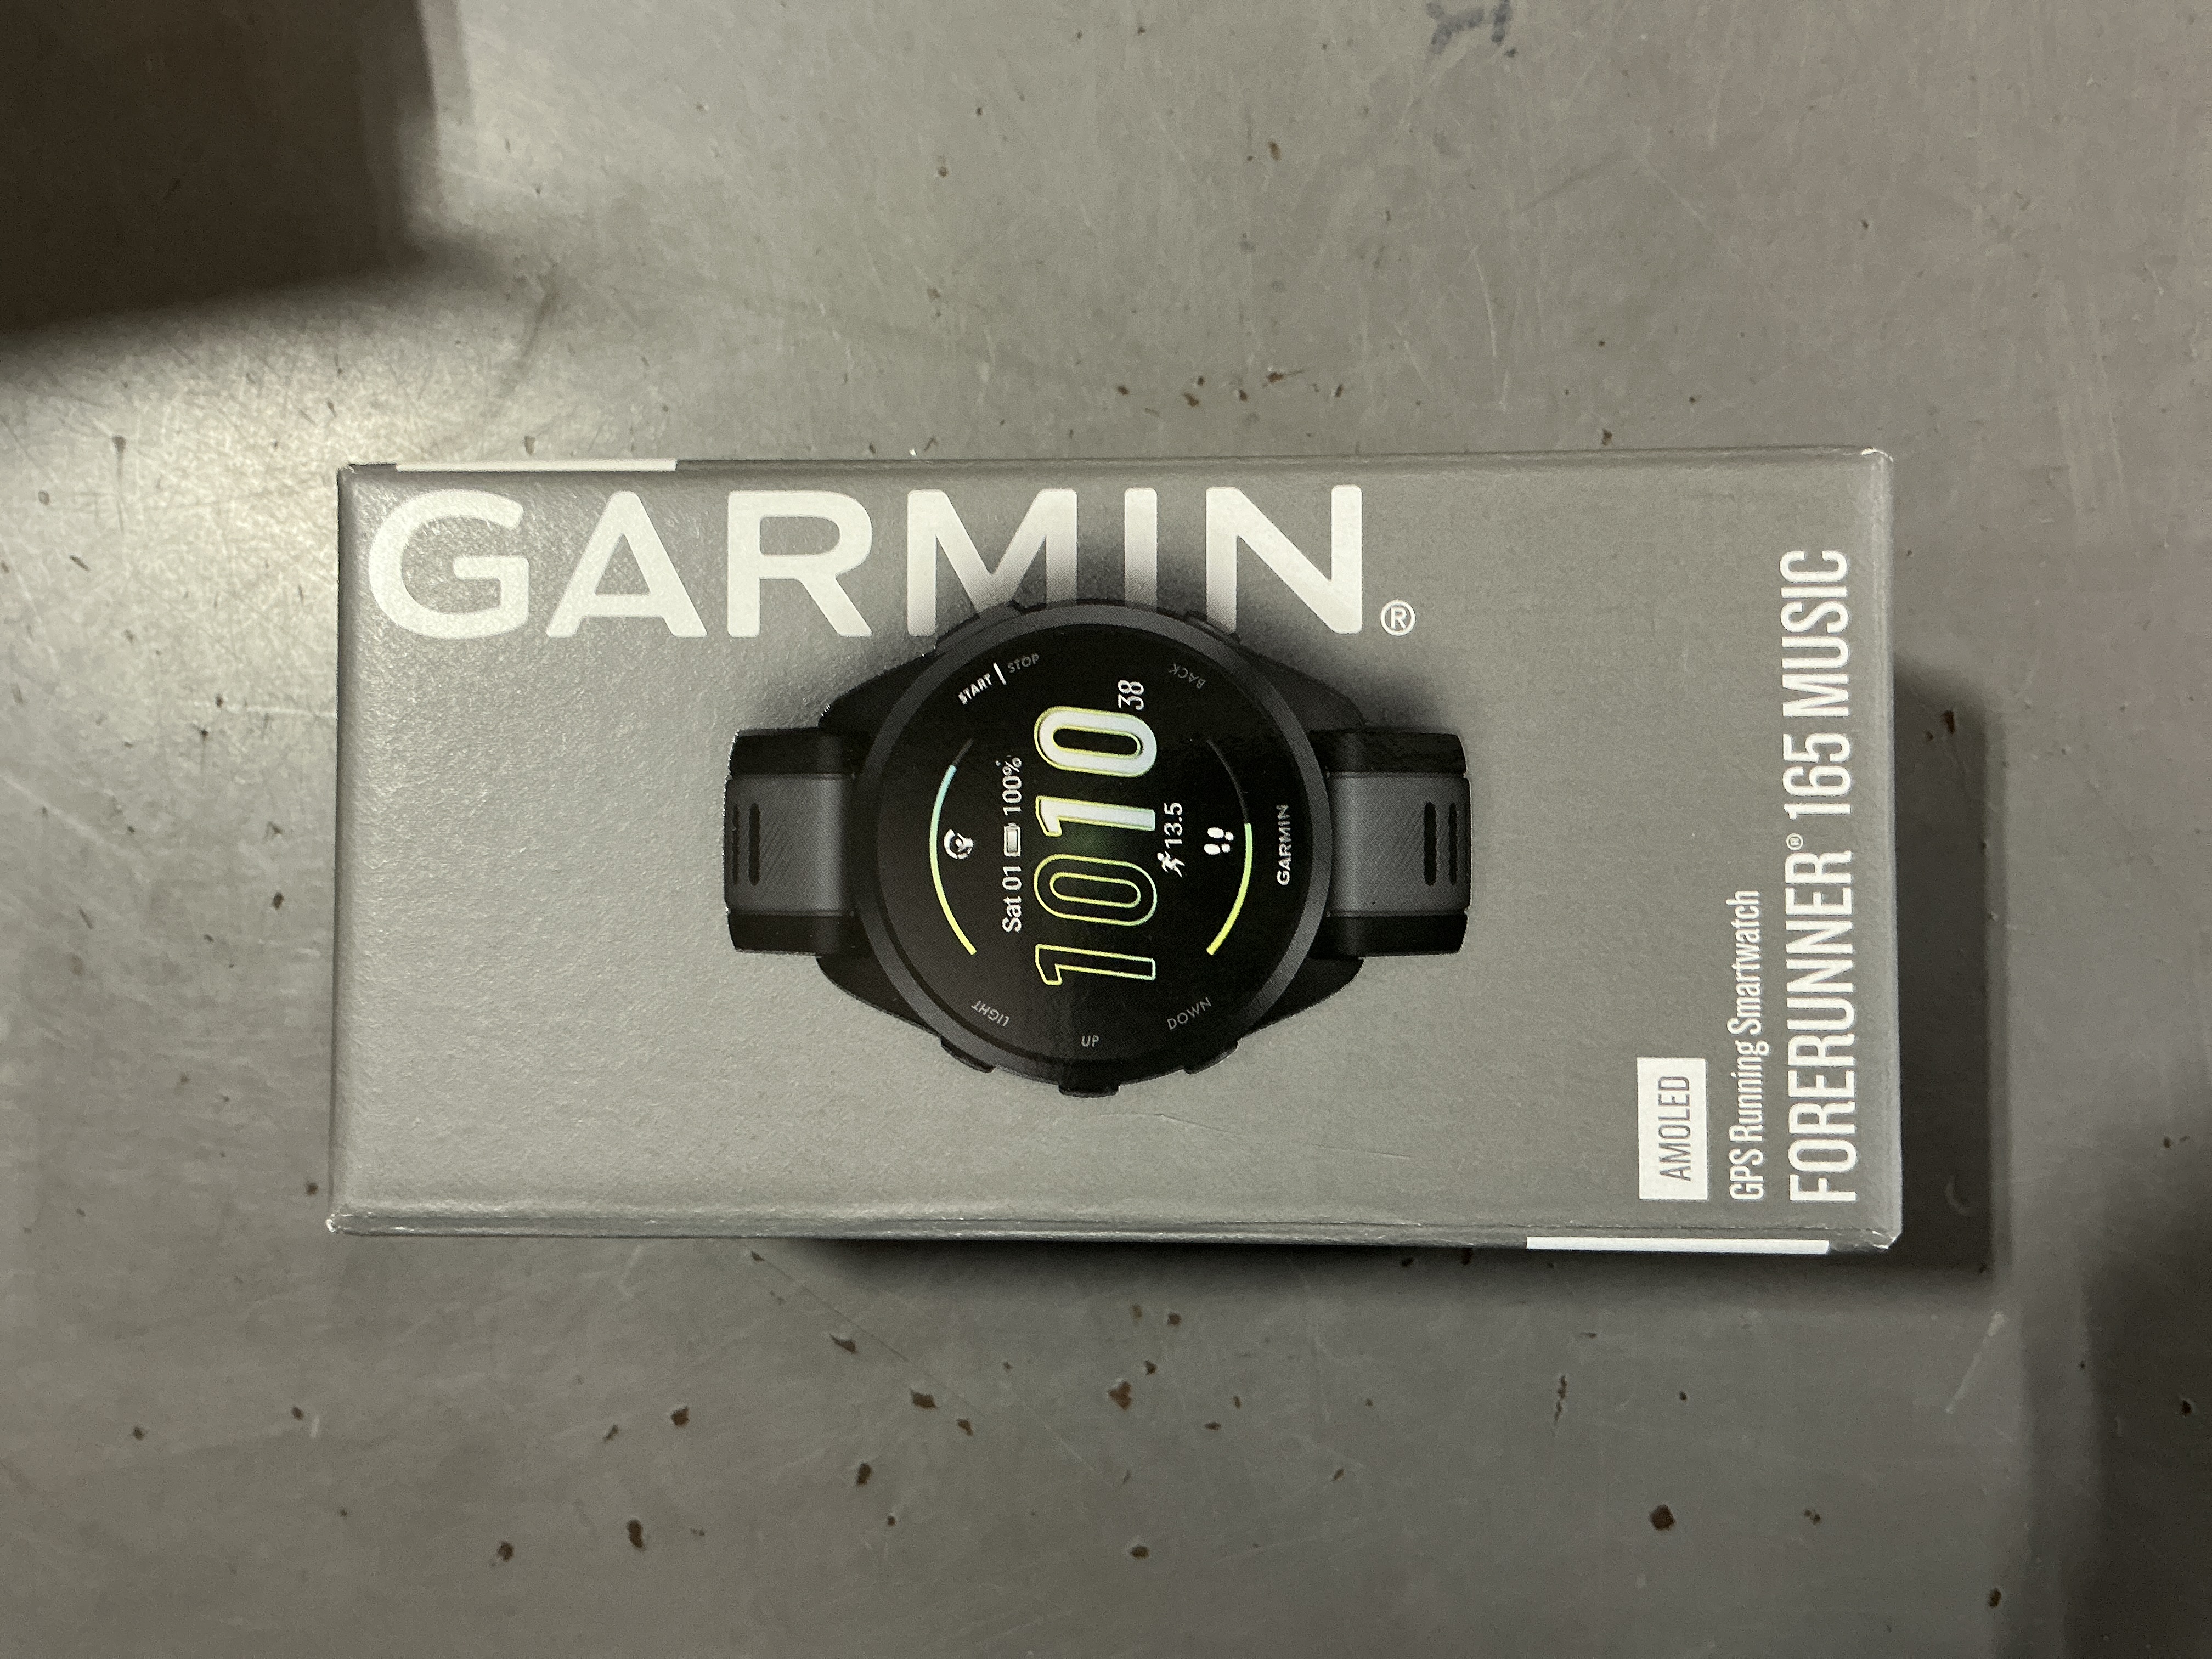 GARMIN®
START | STOP
LIGHT
Sat 01 100%
1010 38
UP
13.5
BACK
DOWN
GARMIN
AMOLED
GPS Running Smartwatch
FORERUNNER® 165 MUSIC